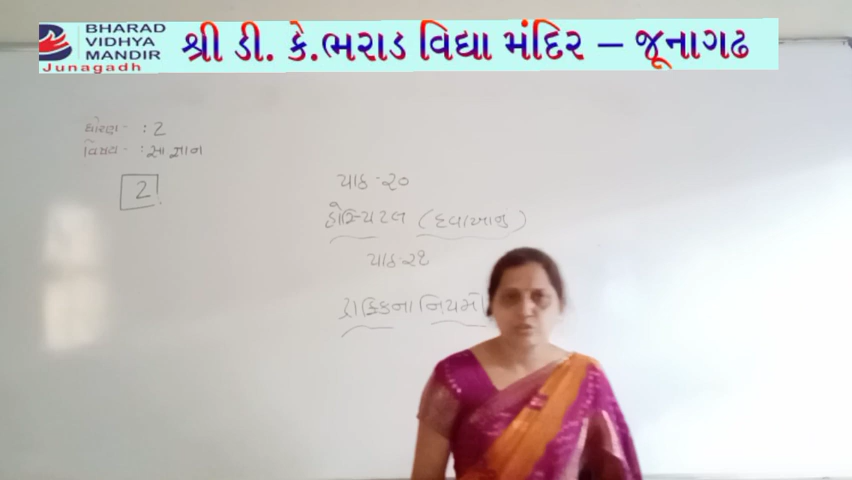 BHARAD
VIDHYA
MANDIR
Junagadh
શ્રી ડી. કે.ભરાડ વિદ્યા મંદિર – જૂનાગઢ
ધોરણ - : 2
વિષય - : સા જ્ઞાન
2
પાઠ-૨૦
હોસ્પિટલ (દવાખાનું)
પાઠ-૨૧
ટ્રાફિકના નિયમો